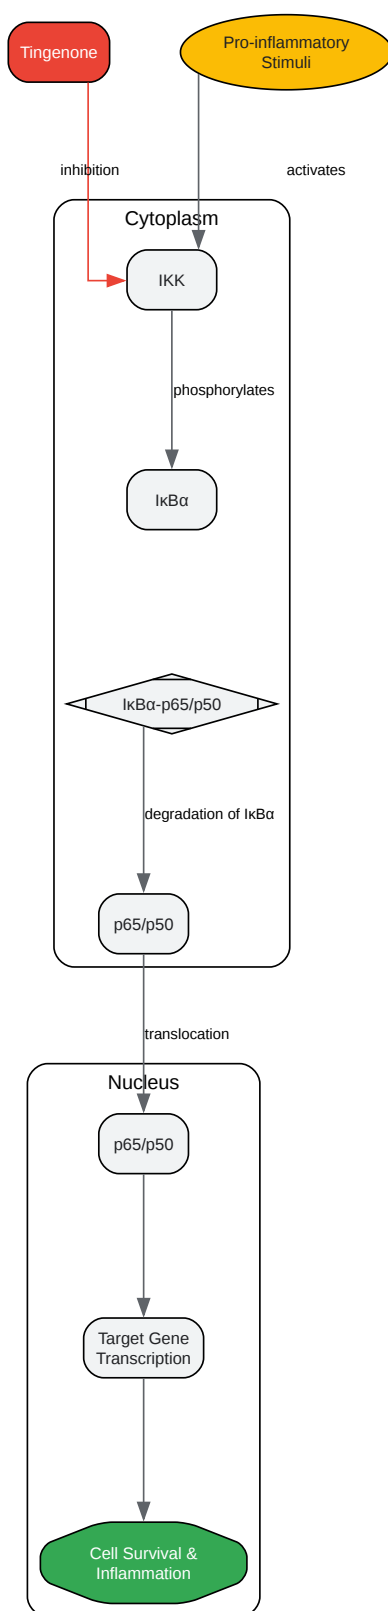 Tingenone
Pro-inflammatory
Stimuli
inhibition
activates
Cytoplasm
IKK
phosphorylates
IκBα
IκBα-p65/p50
degradation of IκBα
p65/p50
translocation
Nucleus
p65/p50
Target Gene
Transcription
Cell Survival &
Inflammation